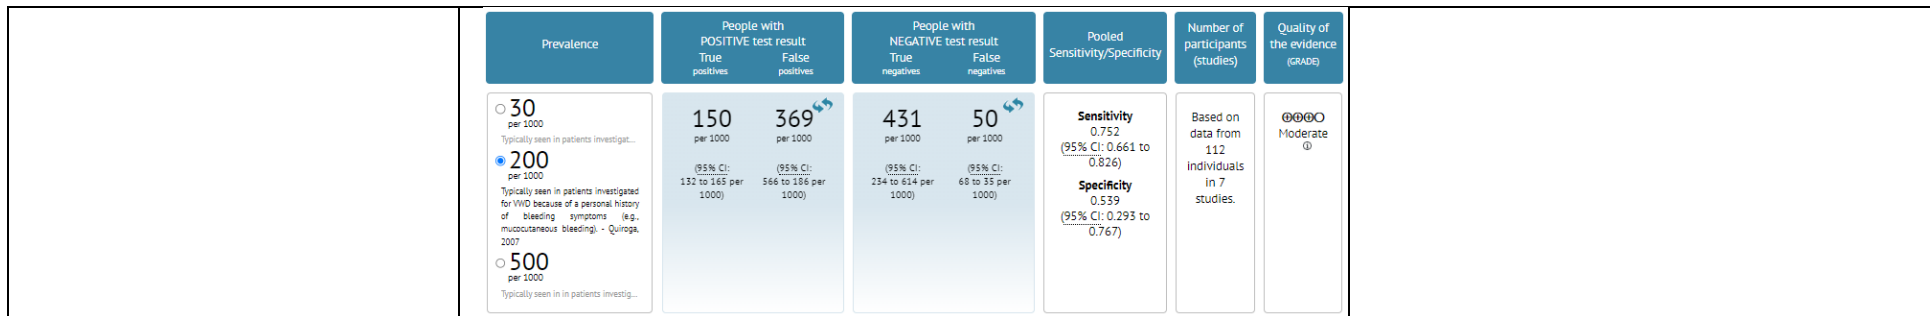 Prevalence
People with
POSITIVE test result
True
positives
False
positives
People with
NEGATIVE test result
True
negatives
False
negatives
Pooled
Sensitivity/Specificity
Number of
participants
(studies)
Quality of
the evidence
(GRADE)
30
per 1000
Typically seen in patients investigat...
200
per 1000
Typically seen in patients investigated
for VWD because of a personal history
of bleeding symptoms (e.g.,
mucocutaneous bleeding). - Quiroga,
2007
500
per 1000
Typically seen in in patients investig...
150
per 1000
(95% CI:
132 to 165 per
1000)
369
per 1000
(95% CI:
566 to 186 per
1000)
431
per 1000
(95% CI:
234 to 614 per
1000)
50
per 1000
(95% CI:
68 to 35 per
1000)
Sensitivity
0.752
(95% CI: 0.661 to
0.826)
Specificity
0.539
(95% CI: 0.293 to
0.767)
Based on
data from
112
individuals
in 7
studies.
Moderate